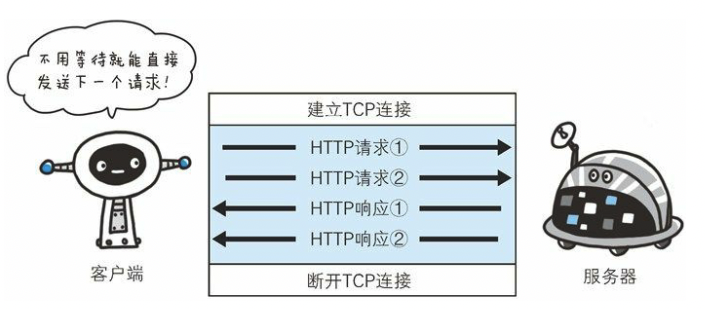 不用等待就能直接
发送下一个请求!
建立TCP连接
HTTP请求①
HTTP请求②
HTTP响应①
HTTP响应②
断开TCP连接
客户端
服务器